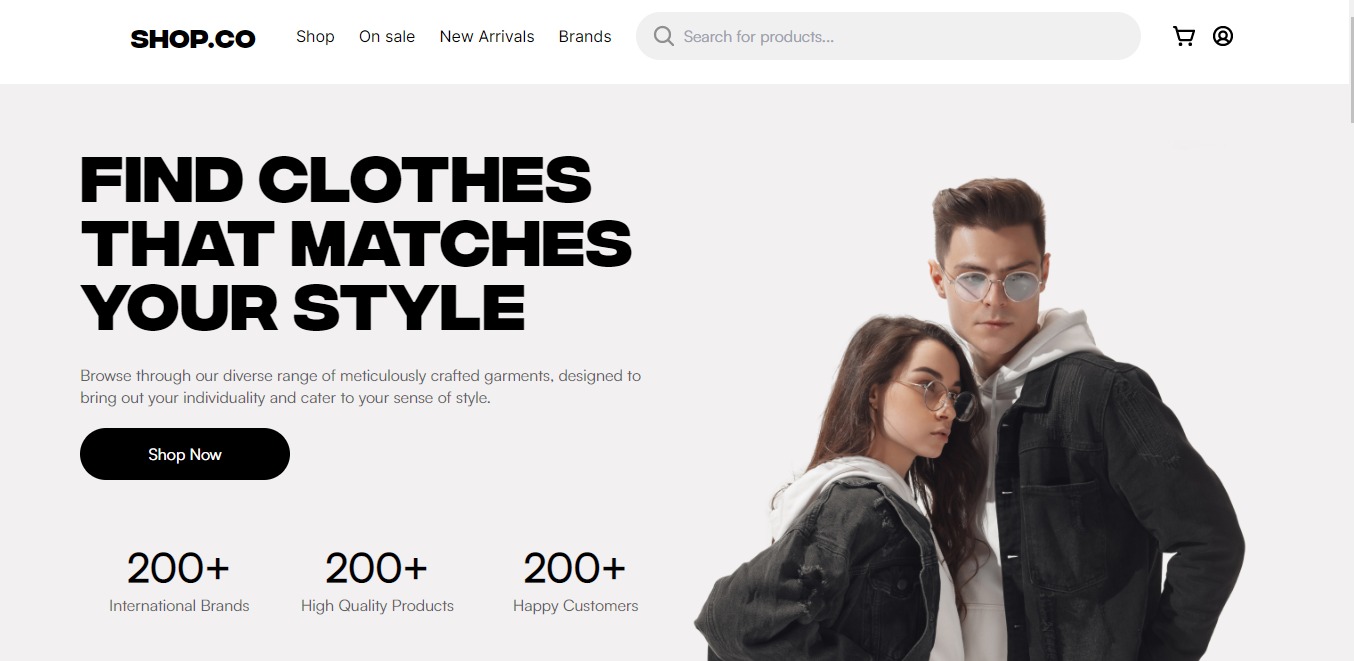 SHOP.CO Shop On sale New Arrivals Brands Search for products...
FIND CLOTHES
THAT MATCHES
YOUR STYLE
Browse through our diverse range of meticulously crafted garments, designed to
bring out your individuality and cater to your sense of style.
Shop Now
200+ 200+ 200+
International Brands High Quality Products Happy Customers